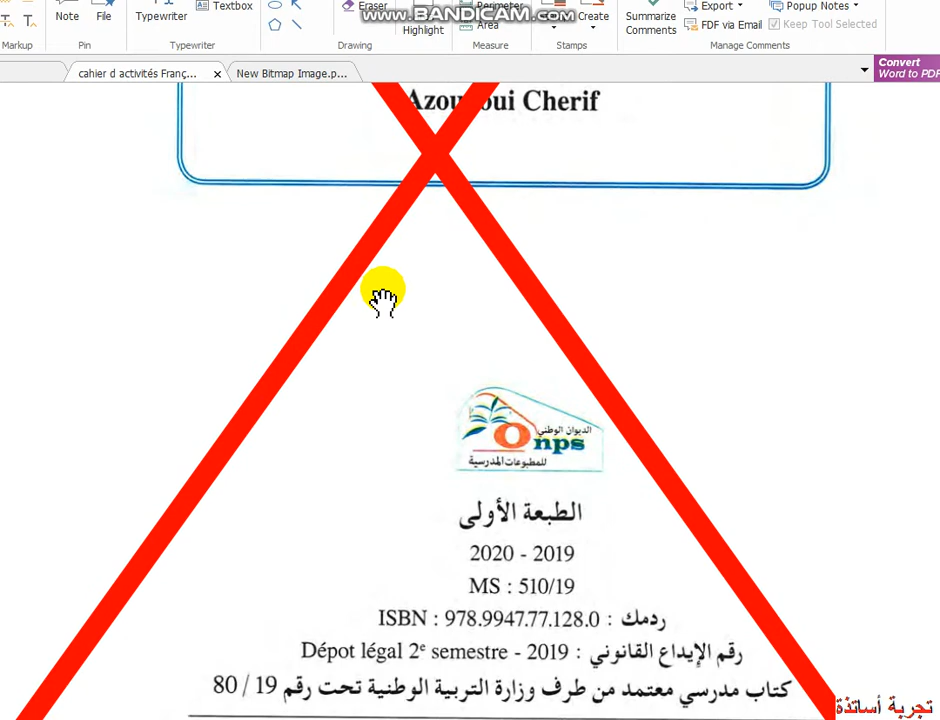 Eraser
Perimeter
Textbox
www.BANDICAM.com
Export
Popup Notes
Note
File
Typewriter
Highlight
Area
Create
Summarize
Comments
FDF via Email
Keep Tool Selected
Markup
Pin
Typewriter
Drawing
Measure
Stamps
Manage Comments
cahier d activités Franç...
New Bitmap Image.p...
Convert
Word to PDF
Cherif
الديوان الوطني
Onps
للمطبوعات المدرسية
الطبعة الأولى
2020 - 2019
MS : 510/19
ردمك : ISBN : 978.9947.77.128.0
رقم الإيداع القانوني : Dépot légal 2e semestre - 2019
كتاب مدرسي معتمد من طرف وزارة التربية الوطنية تحت رقم 19 / 80
تجربة أساتذة